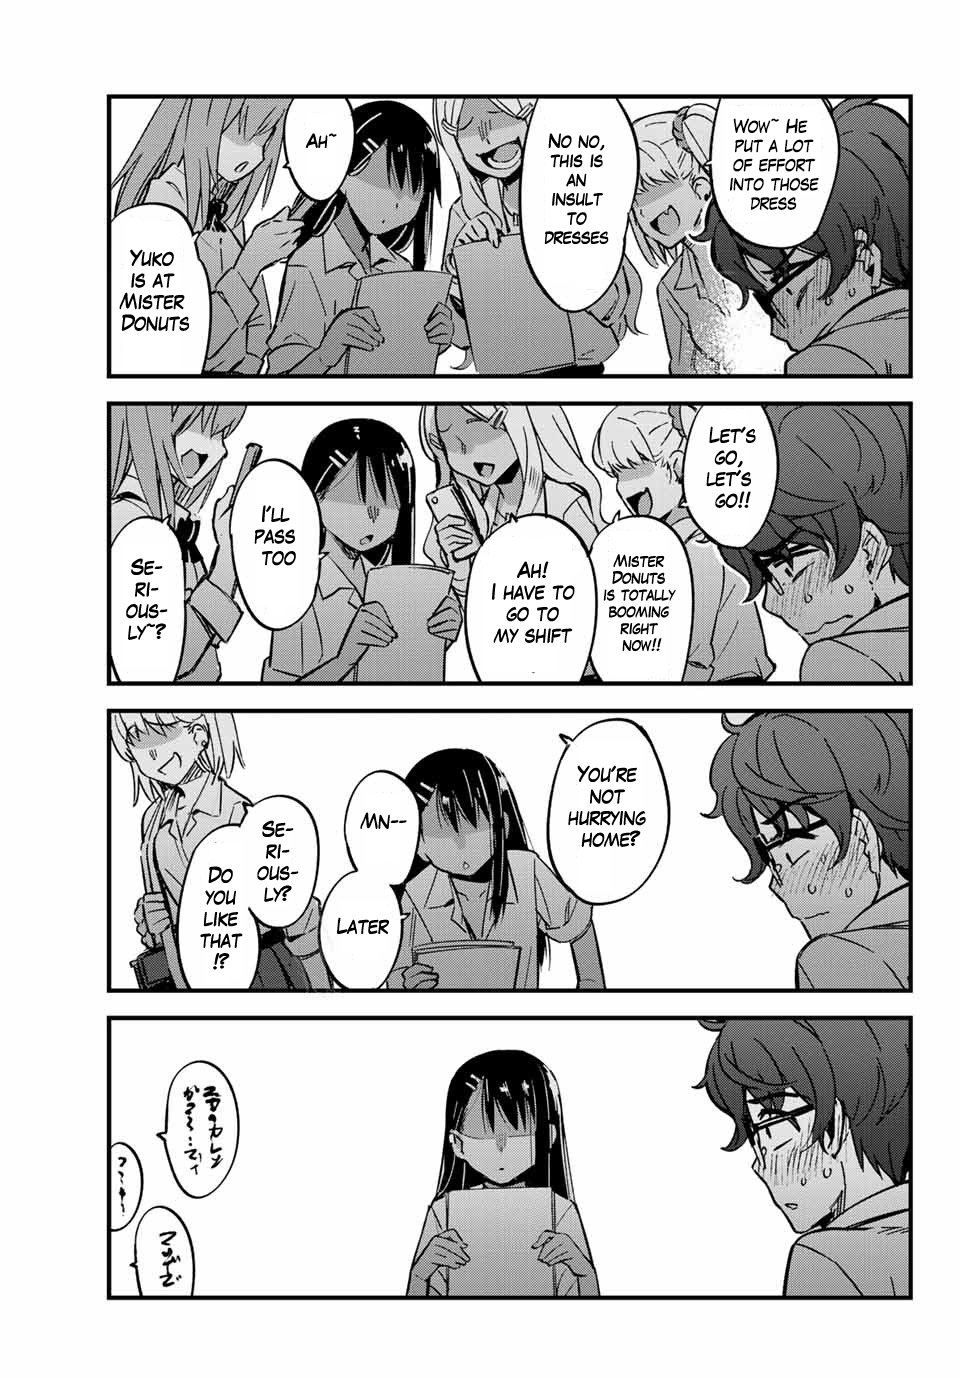 WOW~ HE
PUT A LOT
OF EFFORT
INTO THOSE
DRESS
NO NO,
THIS IS
AN
INSULT
TO
DRESSES
AH~
YUKO
IS AT
MISTER
DONUTS
LET'S
GO,
LET'S
GO!!
MISTER
DONUTS
IS TOTALLY
BOOMING
RIGHT
NOW!!
AH!
I HAVE TO
GO TO
MY SHIFT
I'LL
PASS
TOO
SE-
RI-
OUS-
LY~?
YOU'RE
NOT
HURRYING
HOME?
MN--
LATER
SE-
RI-
OUS-
LY?
DO
YOU
LIKE
THAT
!?